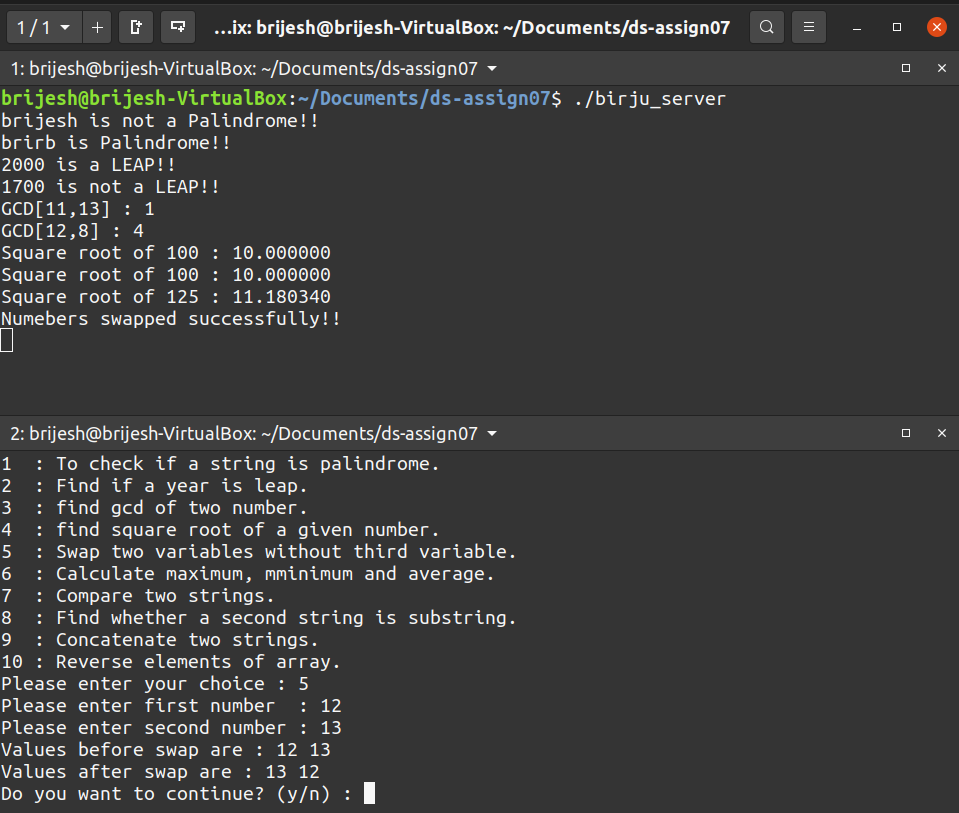 1 / 1
...ix: brijesh@brijesh-VirtualBox: ~/Documents/ds-assign07
1: brijesh@brijesh-VirtualBox: ~/Documents/ds-assign07
brijesh@brijesh-VirtualBox:~/Documents/ds-assign07$ ./birju_server
brijesh is not a Palindrome!!
brirb is Palindrome!!
2000 is a LEAP!!
1700 is not a LEAP!!
GCD[11,13] : 1
GCD[12,8] : 4
Square root of 100 : 10.000000
Square root of 100 : 10.000000
Square root of 125 : 11.180340
Numebers swapped successfully!!
2: brijesh@brijesh-VirtualBox: ~/Documents/ds-assign07
1  : To check if a string is palindrome.
2  : Find if a year is leap.
3  : find gcd of two number.
4  : find square root of a given number.
5  : Swap two variables without third variable.
6  : Calculate maximum, mminimum and average.
7  : Compare two strings.
8  : Find whether a second string is substring.
9  : Concatenate two strings.
10 : Reverse elements of array.
Please enter your choice : 5
Please enter first number  : 12
Please enter second number : 13
Values before swap are : 12 13
Values after swap are : 13 12
Do you want to continue? (y/n) :